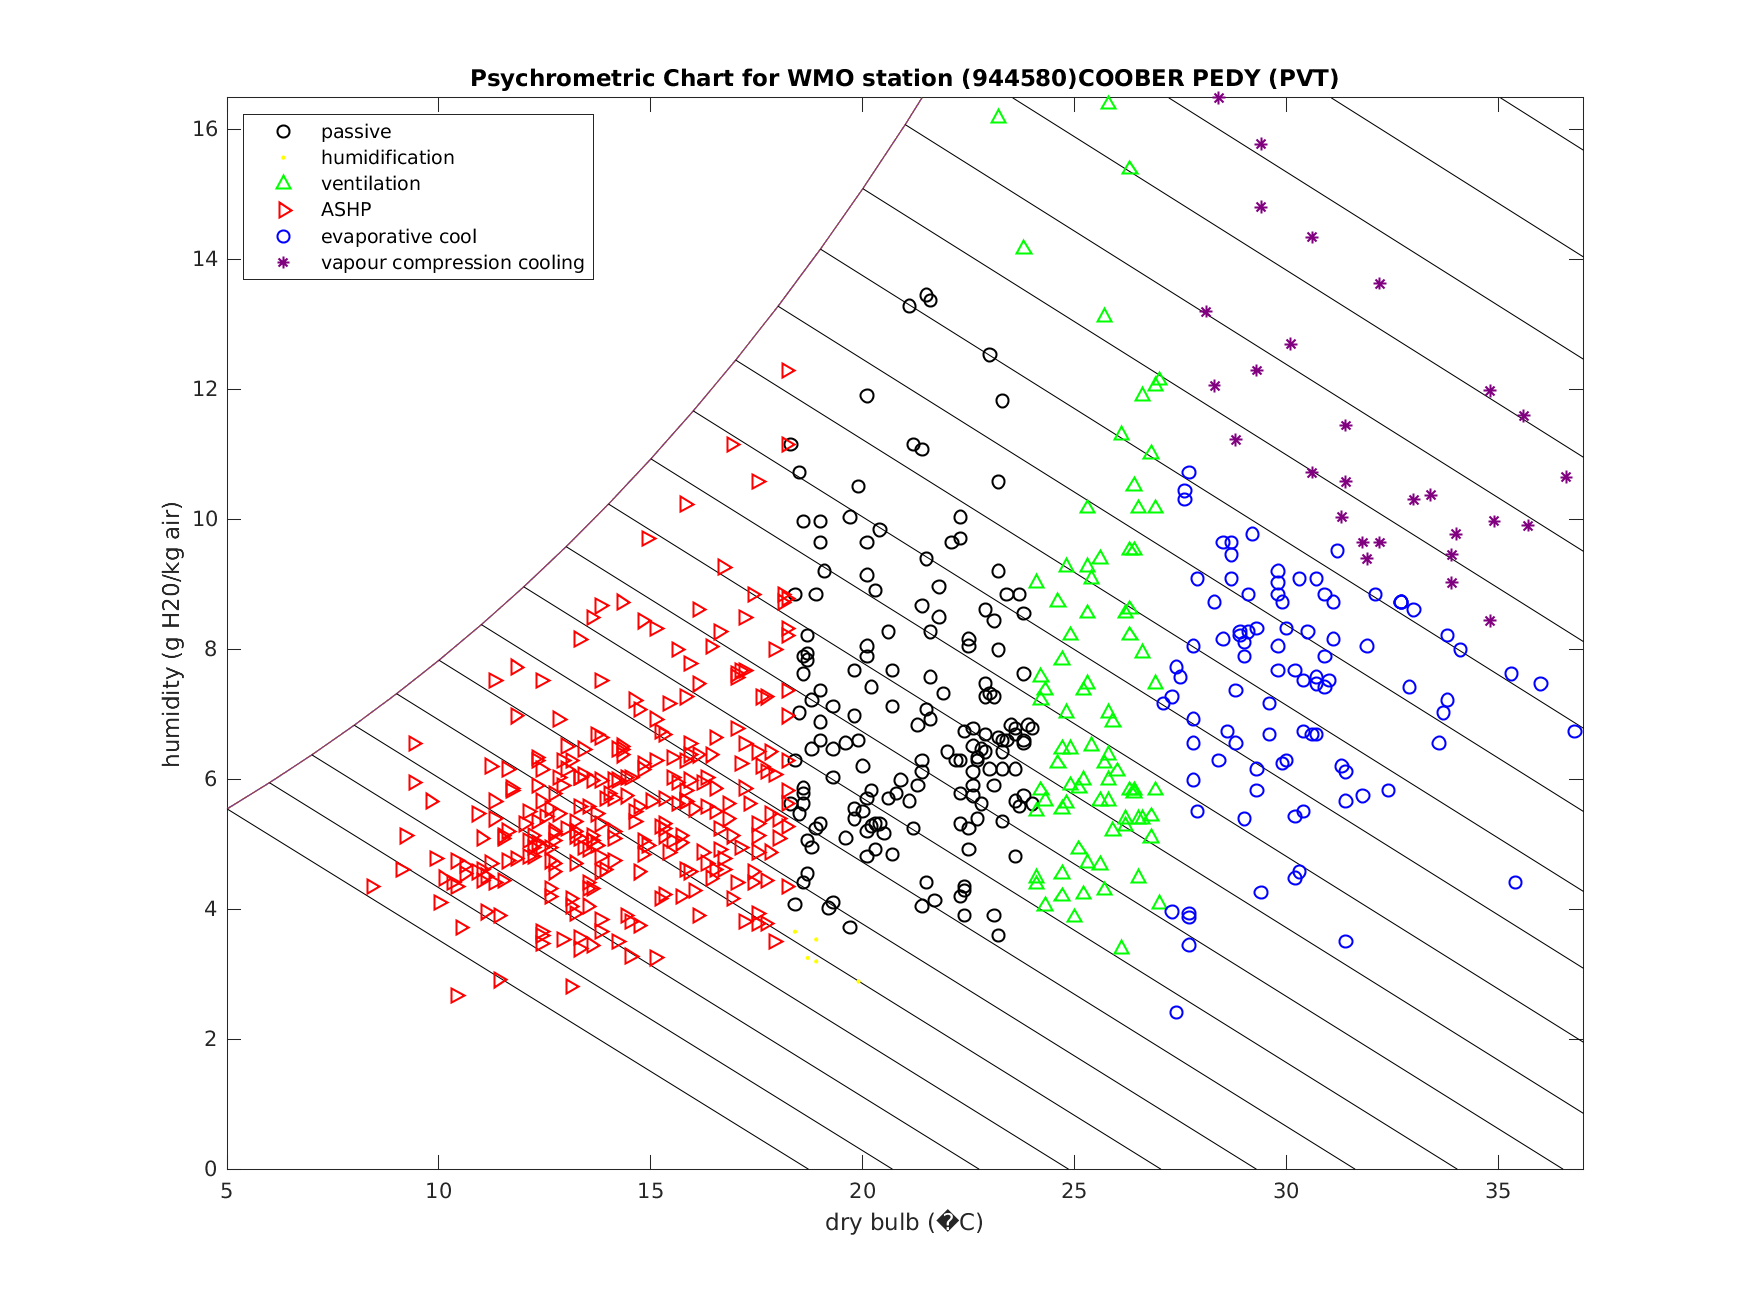 Psychrometric Chart for WMO station (944580)COOBER PEDY (PVT)
passive
humidification
ventilation
ASHP
evaporative cool
vapour compression cooling
16
14
12
10
8
6
4
2
0
humidity (g H20/kg air)
5 10 15 20 25 30 35
dry bulb (�C)